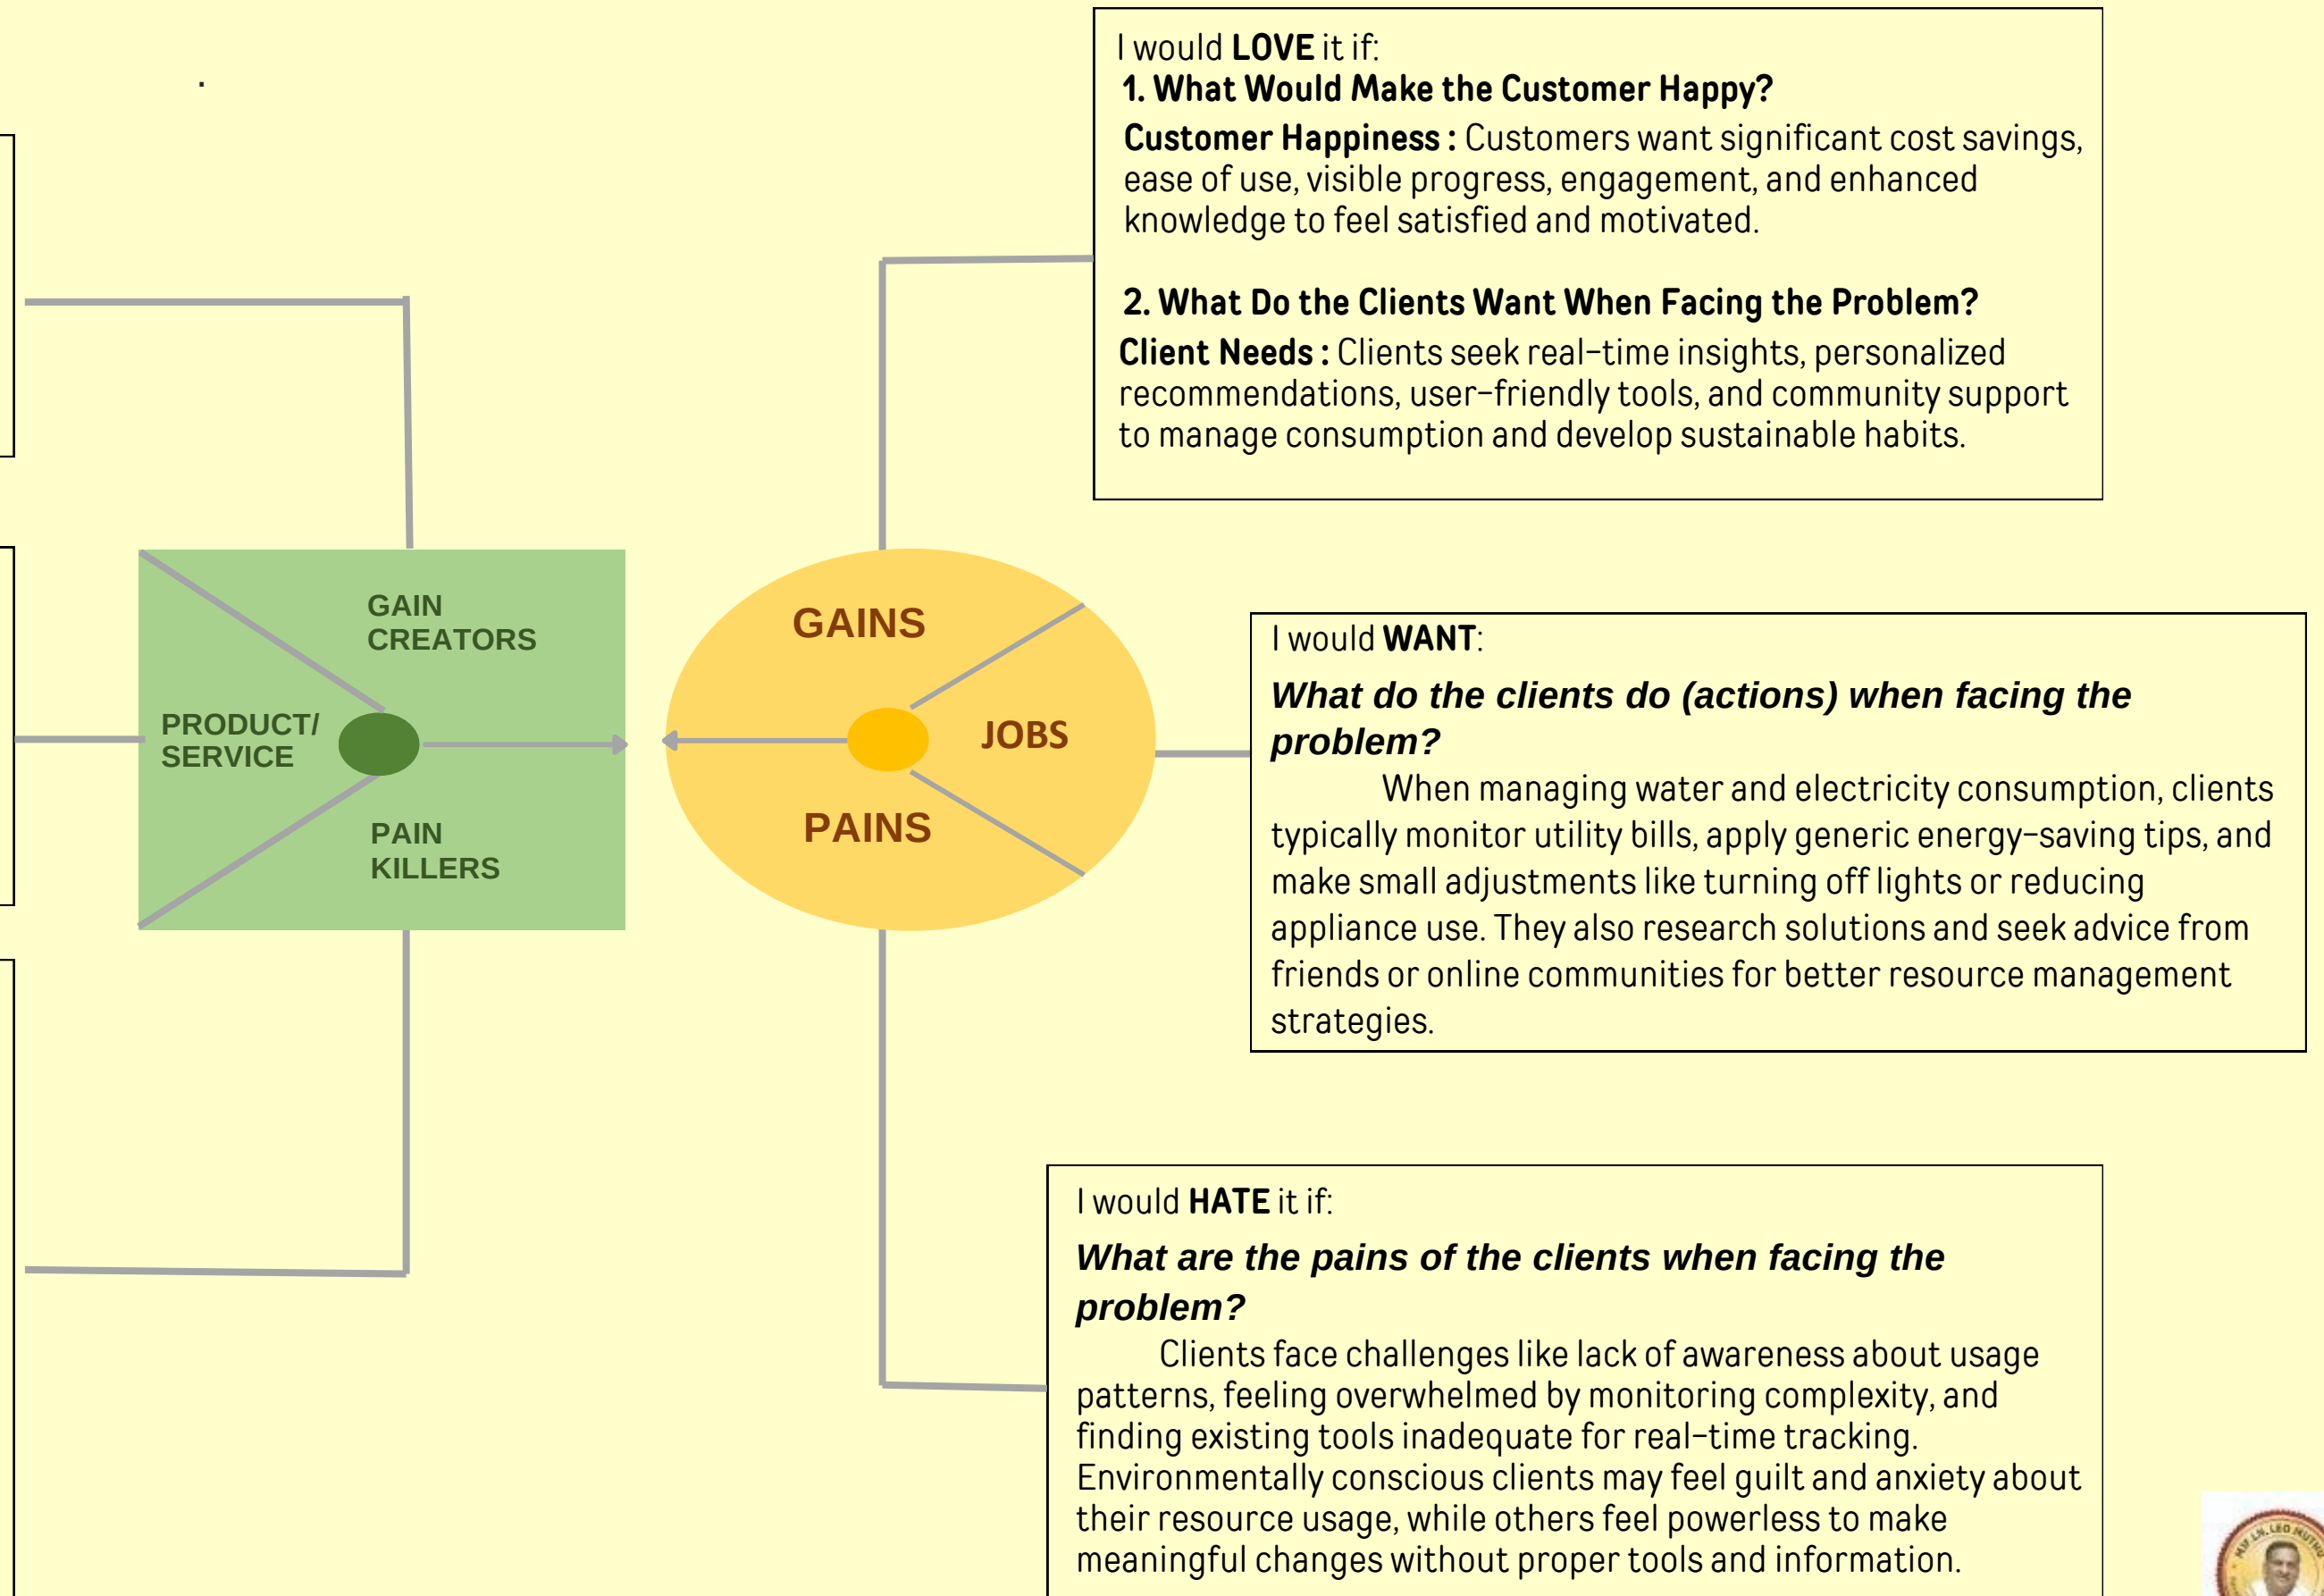 .
I would LOVE it if:
1. What Would Make the Customer Happy?
Customer Happiness : Customers want significant cost savings,
ease of use, visible progress, engagement, and enhanced
knowledge to feel satisfied and motivated.
2. What Do the Clients Want When Facing the Problem?
Client Needs : Clients seek real-time insights, personalized
recommendations, user-friendly tools, and community support
to manage consumption and develop sustainable habits.
GAIN
CREATORS
PRODUCT/
SERVICE
PAIN
KILLERS
GAINS
JOBS
PAINS
I would WANT:
What do the clients do (actions) when facing the
problem?
When managing water and electricity consumption, clients
typically monitor utility bills, apply generic energy-saving tips, and
make small adjustments like turning off lights or reducing
appliance use. They also research solutions and seek advice from
friends or online communities for better resource management
strategies.
I would HATE it if:
What are the pains of the clients when facing the
problem?
Clients face challenges like lack of awareness about usage
patterns, feeling overwhelmed by monitoring complexity, and
finding existing tools inadequate for real-time tracking.
Environmentally conscious clients may feel guilt and anxiety about
their resource usage, while others feel powerless to make
meaningful changes without proper tools and information.
LN. LEO